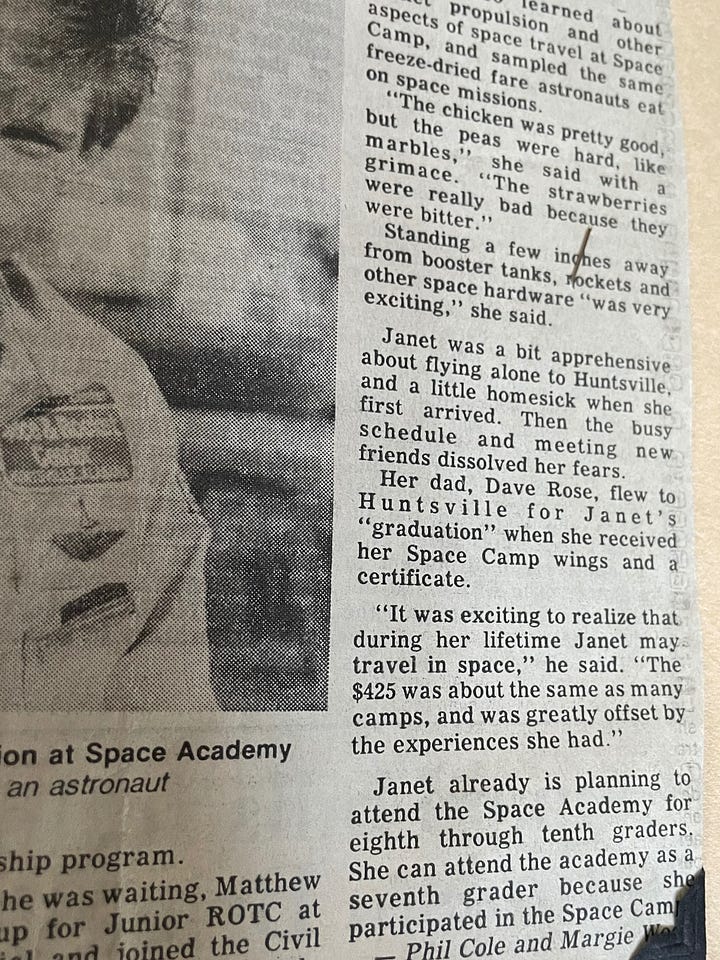 learned about
propulsion and other
aspects of space travel at Space
Camp, and sampled the same
freeze-dried fare astronauts eat
on space missions.
“The chicken was pretty good,
but the peas were hard, like
marbles,” she said with a
grimace. “The strawberries
were really bad because they
were bitter.”
Standing a few inches away
from booster tanks, rockets and
other space hardware “was very
exciting,” she said.
Janet was a bit apprehensive
about flying alone to Huntsville,
and a little homesick when she
first arrived. Then the busy
schedule and meeting new
friends dissolved her fears.
Her dad, Dave Rose, flew to
Huntsville for Janet’s
“graduation” when she received
her Space Camp wings and a
certificate.
“It was exciting to realize that
during her lifetime Janet may
travel in space,” he said. “The
$425 was about the same as many
camps, and was greatly offset by
the experiences she had.”
Janet already is planning to
attend the Space Academy for
eighth through tenth graders.
She can attend the academy as a
seventh grader because she
participated in the Space Cam
— Phil Cole and Margie
ion at Space Academy
an astronaut
ship program.
he was waiting, Matthew
up for Junior ROTC at
and joined the Civil